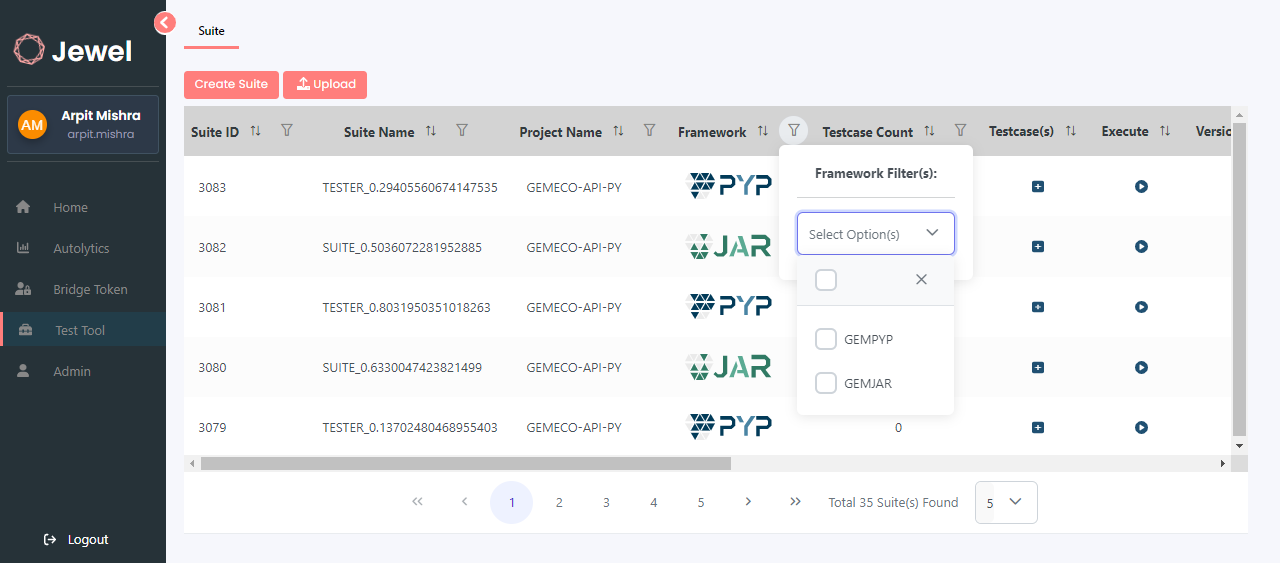 Jewel
AM
Arpit Mishra
arpit.mishra
Home
Autolytics
Bridge Token
Test Tool
Admin
Logout
Suite
Create Suite
Upload
Suite ID Suite Name Project Name Framework Testcase Count Testcase(s) Execute Versio
3083 TESTER_0.29405560674147535 GEMECO-API-PY PYP
3082 SUITE_0.5036072281952885 GEMECO-API-PY JAR
3081 TESTER_0.8031950351018263 GEMECO-API-PY PYP
3080 SUITE_0.6330047423821499 GEMECO-API-PY JAR
3079 TESTER_0.13702480468955403 GEMECO-API-PY PYP 0
Framework Filter(s):
Select Option(s)
GEMPYP
GEMJAR
1 2 3 4 5 Total 35 Suite(s) Found 5